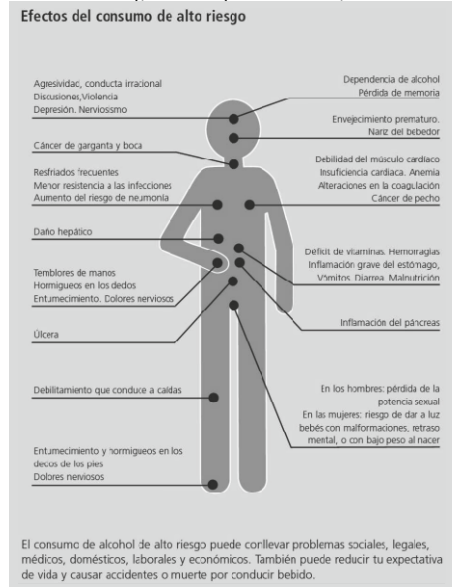 Efectos del consumo de alto riesgo
Agresividad, conducta irracional
Discusiones, Violencia
Depresión. Nerviossmo
Cáncer de garganta y boca
Resfriados frecuentes
Menor resistencia a las infecciones
Aumento del riesgo de neumonía
Daño hepático
Temblores de manos
Hormigueos en los dedos
Entumecimiento. Dolores nerviosos
Úlcera
Debilitamiento que conduce a caídas
Entumecimiento y hormigueos en los
decos de los pies
Dolores nerviosos
Dependencia de alcohol
Pérdida de memoria
Envejecimiento prematuro.
Nariz del bebedor
Debilidad del músculo cardíaco
Insuficiencia cardíaca. Anemia
Alteraciones en la coagulación
Cáncer de pecho
Déficit de vitaminas. Hemorragias
Inflamación grave del estómago,
Vómitos. Diarrea. Malnutrición
Inflamación del páncreas
En los hombres: pérdida de la
potencia sexual
En las mujeres: riesgo de dar a luz
bebés con malformaciones, retraso
mental, o con bajo peso al nacer
El consumo de alcohol de alto riesgo puede conllevar problemas sociales, legales,
médicos, domésticos, laborales y económicos. También puede reducir tu expectativa
de vida y causar accidentes o muerte por conducir bebido.